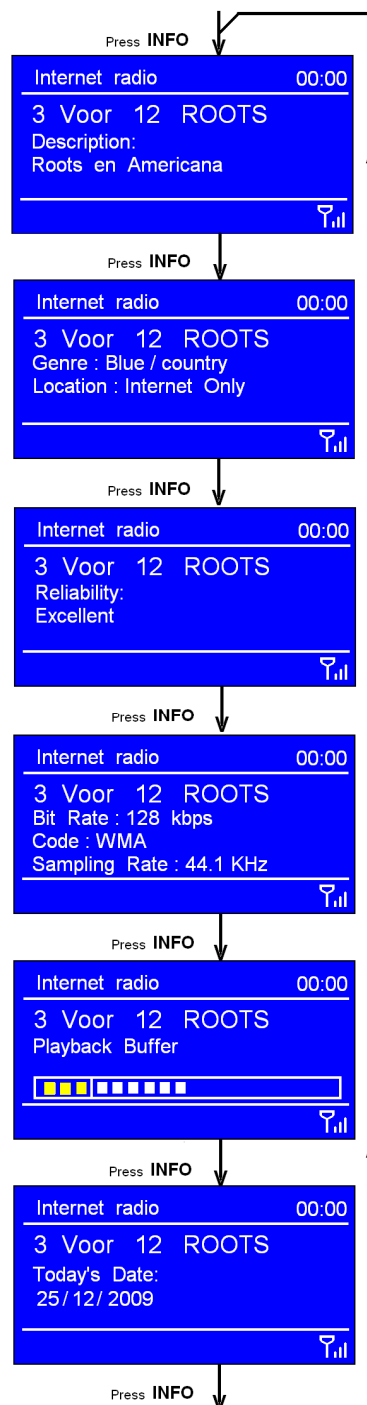 Press INFO
Internet radio 00:00
3 Voor 12 ROOTS
Description:
Roots en Americana
Press INFO
Internet radio 00:00
3 Voor 12 ROOTS
Genre : Blue / country
Location : Internet Only
Press INFO
Internet radio 00:00
3 Voor 12 ROOTS
Reliability:
Excellent
Press INFO
Internet radio 00:00
3 Voor 12 ROOTS
Bit Rate : 128 kbps
Code : WMA
Sampling Rate : 44.1 KHz
Press INFO
Internet radio 00:00
3 Voor 12 ROOTS
Playback Buffer
Press INFO
Internet radio 00:00
3 Voor 12 ROOTS
Today's Date:
25/12/2009
Press INFO